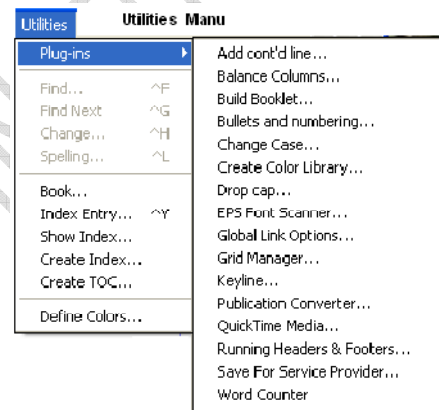 Utilities Manu
Utilities
Plug-ins
Find... ^F
Find Next ^G
Change... ^H
Spelling... ^L
Book...
Index Entry... ^Y
Show Index...
Create Index...
Create TOC...
Define Colors...
Add cont'd line...
Balance Columns...
Build Booklet...
Bullets and numbering...
Change Case...
Create Color Library...
Drop cap...
EPS Font Scanner...
Global Link Options...
Grid Manager...
Keyline...
Publication Converter...
QuickTime Media...
Running Headers & Footers...
Save For Service Provider...
Word Counter